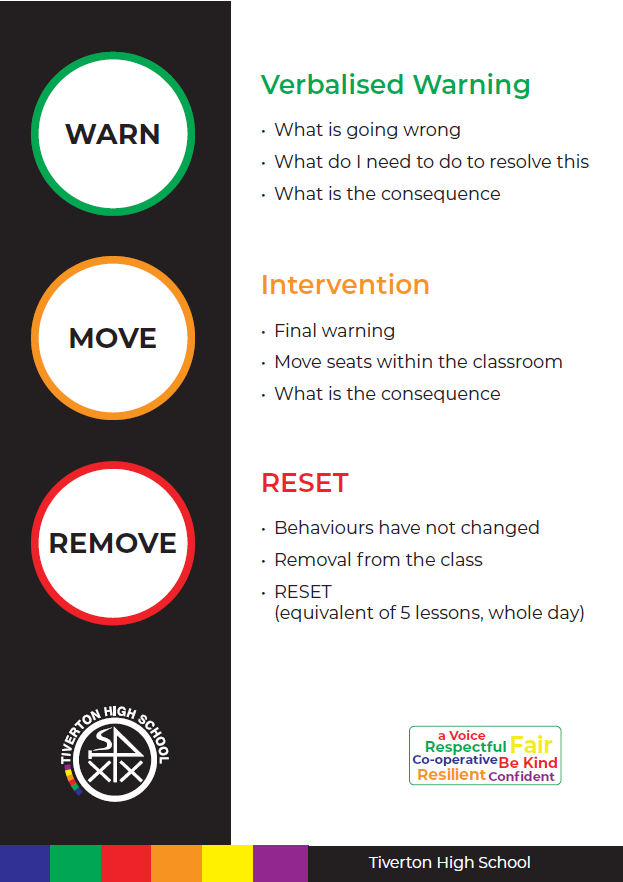 WARN
Verbalised Warning
· What is going wrong
· What do I need to do to resolve this
· What is the consequence
MOVE
Intervention
· Final warning
· Move seats within the classroom
· What is the consequence
REMOVE
RESET
· Behaviours have not changed
· Removal from the class
· RESET
(equivalent of 5 lessons, whole day)
TIVERTON HIGH SCHOOL
a Voice
Respectful Fair
Co-operative Be Kind
Resilient Confident
Tiverton High School